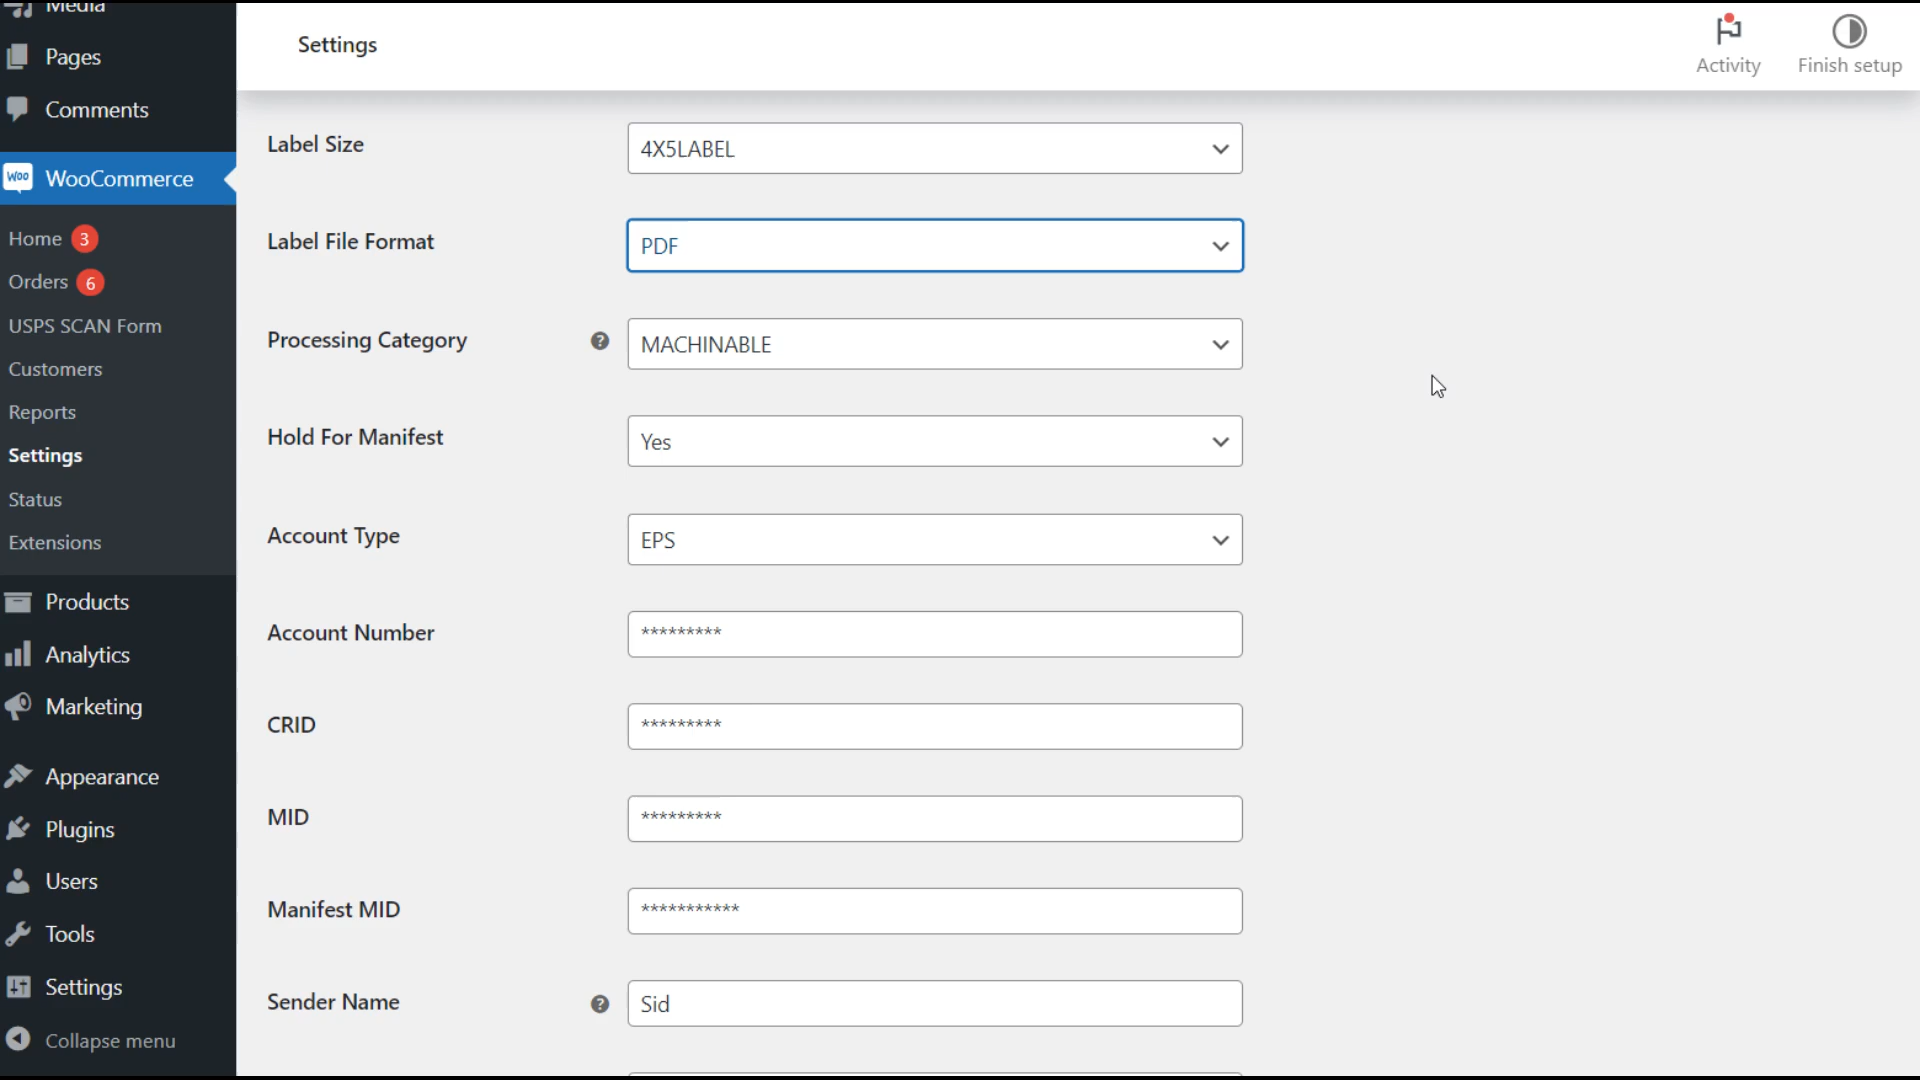 Media
Pages
Comments
Woo WooCommerce
Home 3
Orders 6
USPS SCAN Form
Customers
Reports
Settings
Status
Extensions
Products
Analytics
Marketing
Appearance
Plugins
Users
Tools
Settings
Collapse menu
Settings
Activity
Finish setup
Label Size
4X5LABEL
Label File Format
PDF
Processing Category ?
MACHINABLE
Hold For Manifest
Yes
Account Type
EPS
Account Number
*********
CRID
*********
MID
*********
Manifest MID
***********
Sender Name ?
Sid